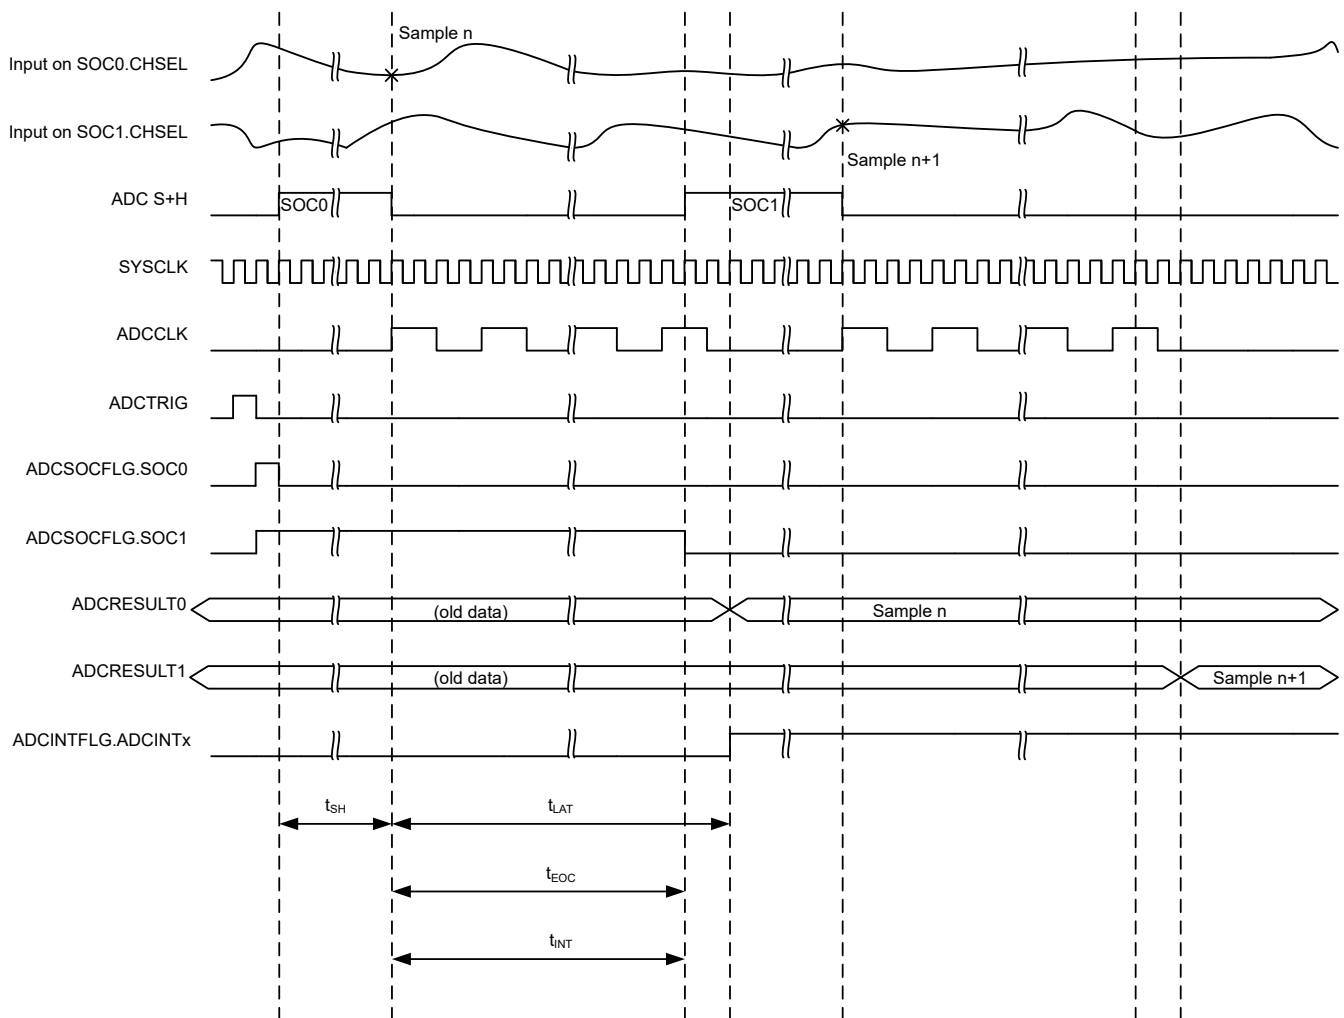 Sample n
Input on SOC0.CHSEL
Input on SOC1.CHSEL
Sample n+1
ADC S+H
SOC0
SOC1
SYSCLK
ADCCLK
ADCTRIG
ADCSOCFLG.SOC0
ADCSOCFLG.SOC1
ADCRESULT0
(old data)
Sample n
ADCRESULT1
(old data)
Sample n+1
ADCINTFLG.ADCINTx
tSH
tLAT
tEOC
tINT